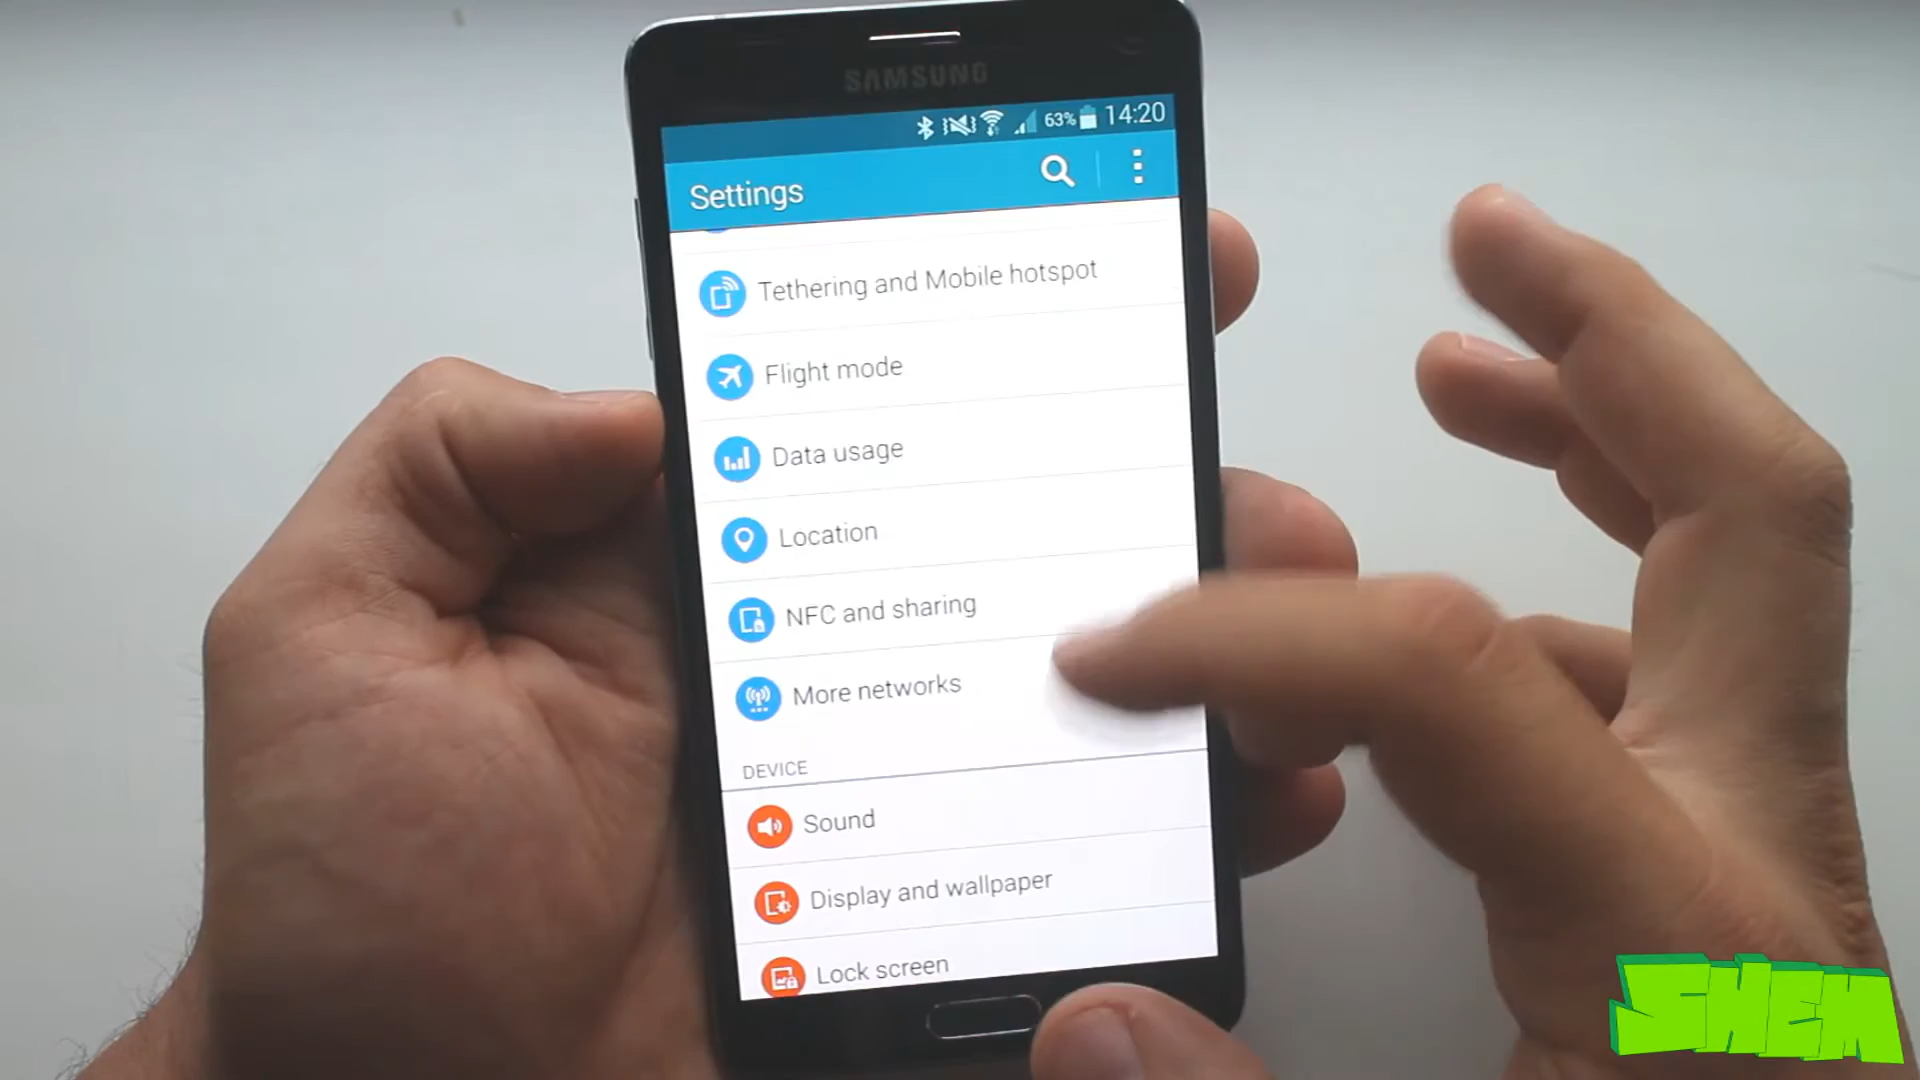 SAMSUNG
63% 14:20
Settings
Tethering and Mobile hotspot
Flight mode
Data usage
Location
NFC and sharing
More networks
DEVICE
Sound
Display and wallpaper
Lock screen